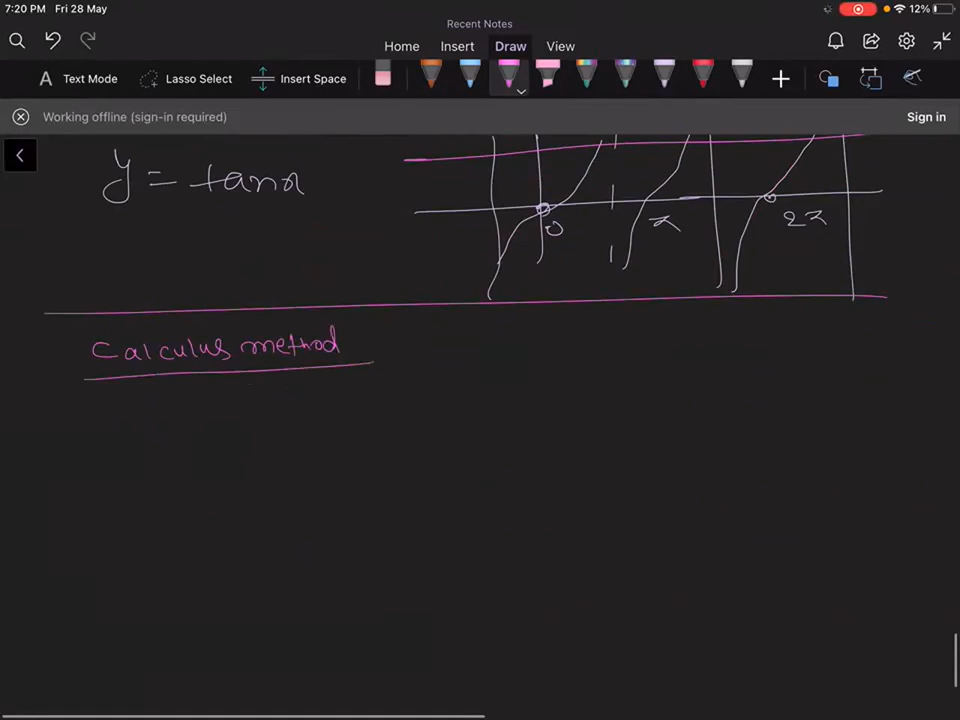 7:20 PM Fri 28 May
12%
Recent Notes
Home Insert Draw View
Text Mode Lasso Select Insert Space
Working offline (sign-in required) Sign in
y = tanx
0 π 2π
Calculus method